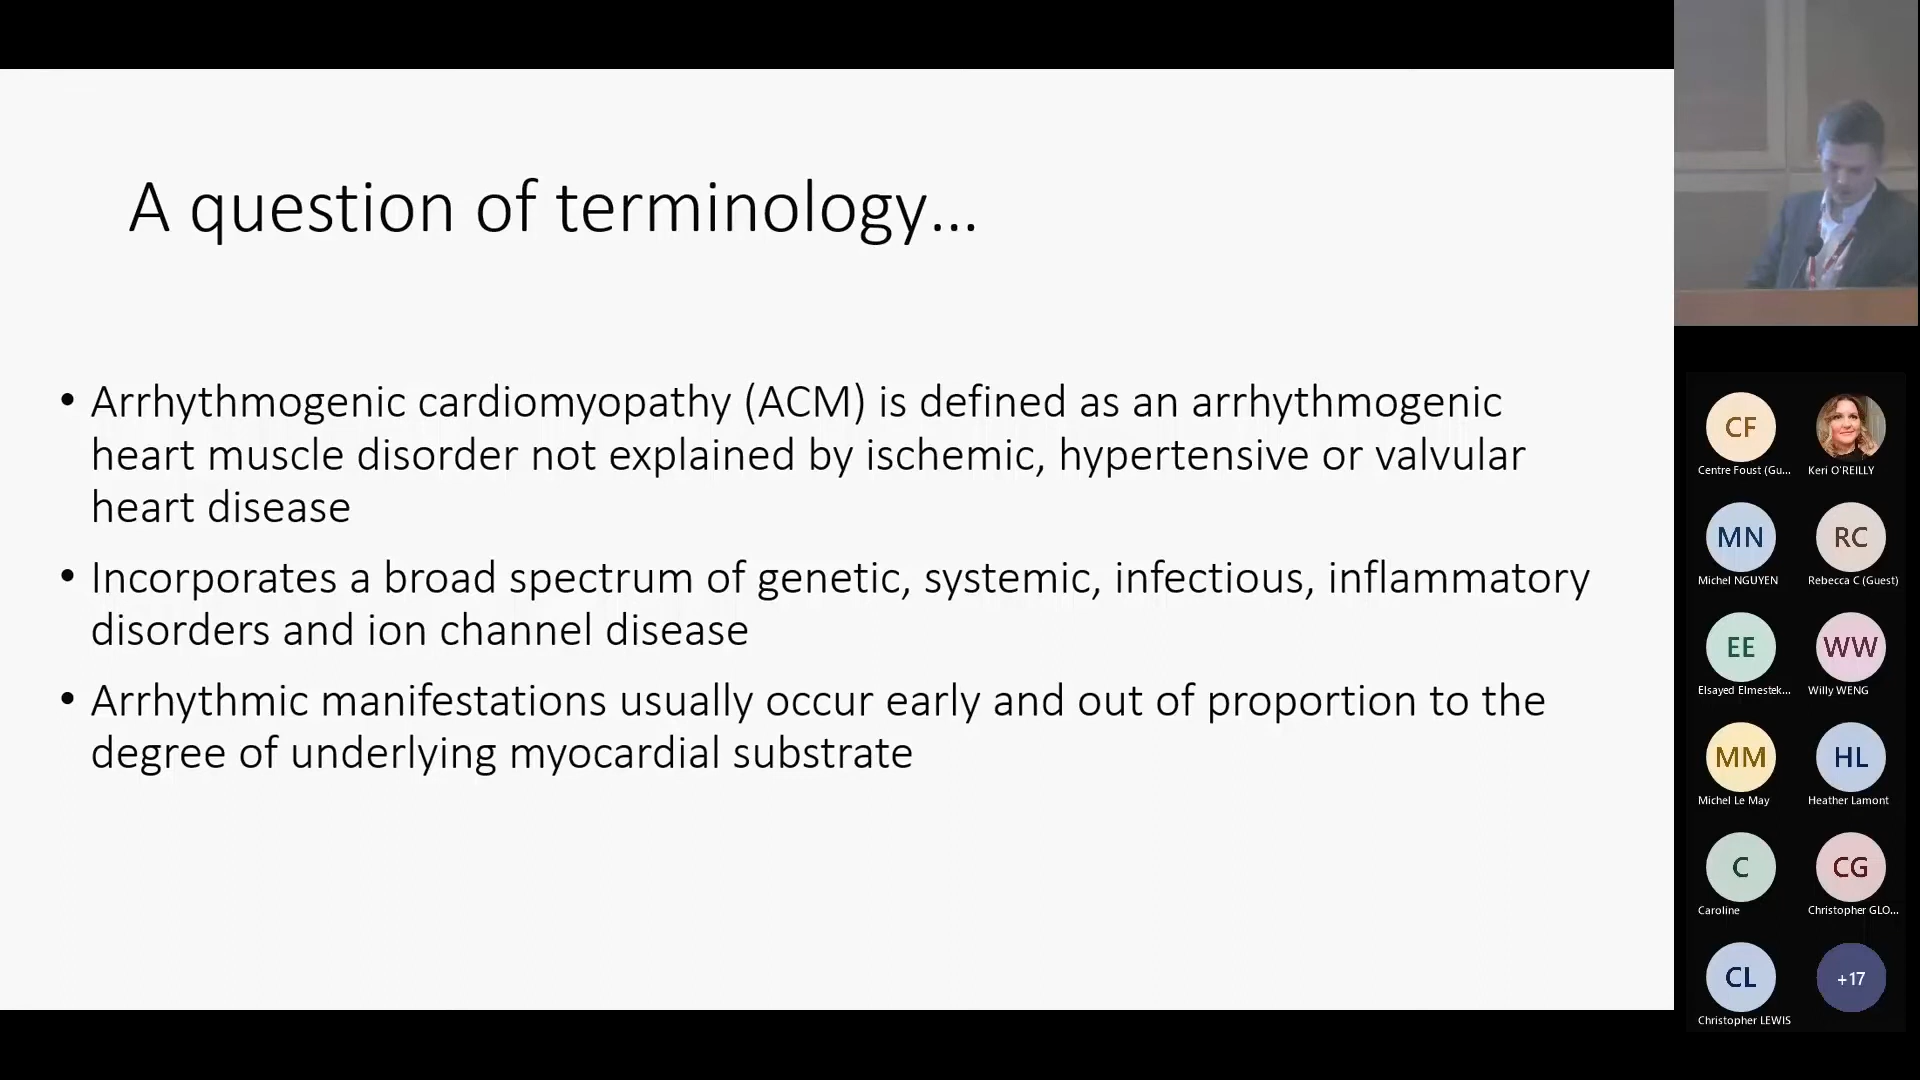 A question of terminology...
• Arrhythmogenic cardiomyopathy (ACM) is defined as an arrhythmogenic
heart muscle disorder not explained by ischemic, hypertensive or valvular
heart disease
• Incorporates a broad spectrum of genetic, systemic, infectious, inflammatory
disorders and ion channel disease
• Arrhythmic manifestations usually occur early and out of proportion to the
degree of underlying myocardial substrate
CF
Centre Foust (Gu...
Keri O'REILLY
MN
Michel NGUYEN
RC
Rebecca C (Guest)
EE
Elsayed Elmestek...
WW
Willy WENG
MM
Michel Le May
HL
Heather Lamont
C
Caroline
CG
Christopher GLO...
CL
Christopher LEWIS
+17